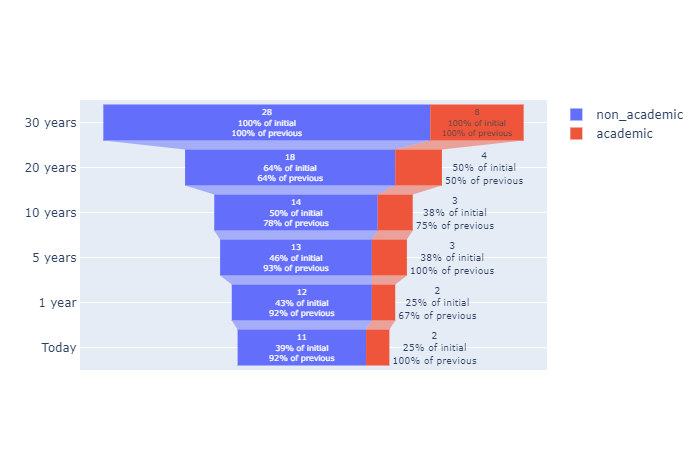 non_academic
academic
30 years
28
100% of initial
100% of previous
8
100% of initial
100% of previous
20 years
18
64% of initial
64% of previous
4
50% of initial
50% of previous
10 years
14
50% of initial
78% of previous
3
38% of initial
75% of previous
5 years
13
46% of initial
93% of previous
3
38% of initial
100% of previous
1 year
12
43% of initial
92% of previous
2
25% of initial
67% of previous
Today
11
39% of initial
92% of previous
2
25% of initial
100% of previous